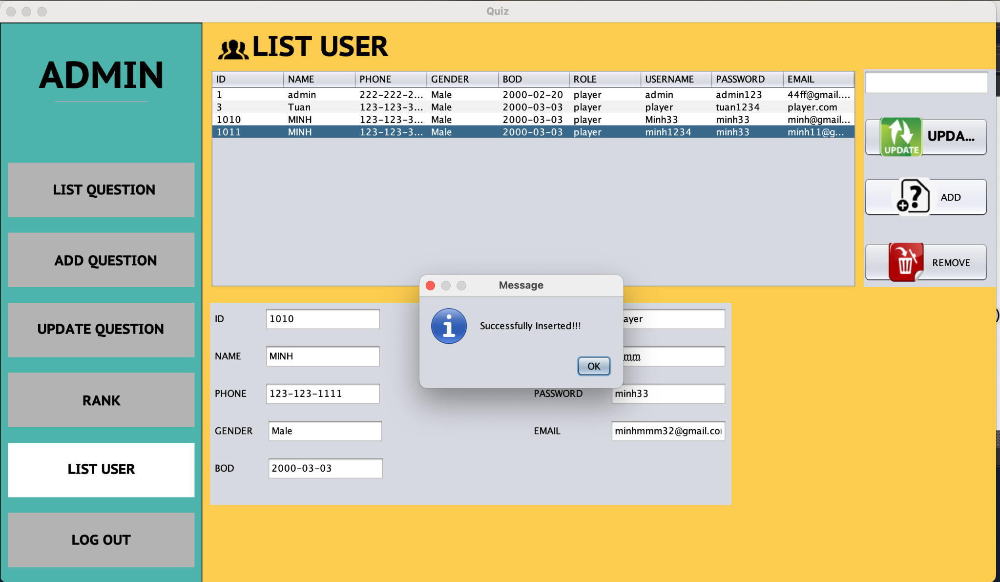 Quiz
ADMIN
LIST QUESTION
ADD QUESTION
UPDATE QUESTION
RANK
LIST USER
LOG OUT
LIST USER
ID NAME PHONE GENDER BOD ROLE USERNAME PASSWORD EMAIL
1 admin 222-222-2... Male 2000-02-20 player admin admin123 44ff@gmail....
3 Tuan 123-123-3... Male 2000-03-03 player player tuan1234 player.com
1010 MINH 123-123-3... Male 2000-03-03 player Minh33 minh33 minh@gmail...
1011 MINH 123-123-3... Male 2000-03-03 player minh1234 minh33 minh11@g...
UPDATE UPDA...
ADD
REMOVE
Message
Successfully Inserted!!!
OK
ID 1010 ayer
NAME MINH mm
PHONE 123-123-1111 PASSWORD minh33
GENDER Male EMAIL minhmmm32@gmail.co
BOD 2000-03-03